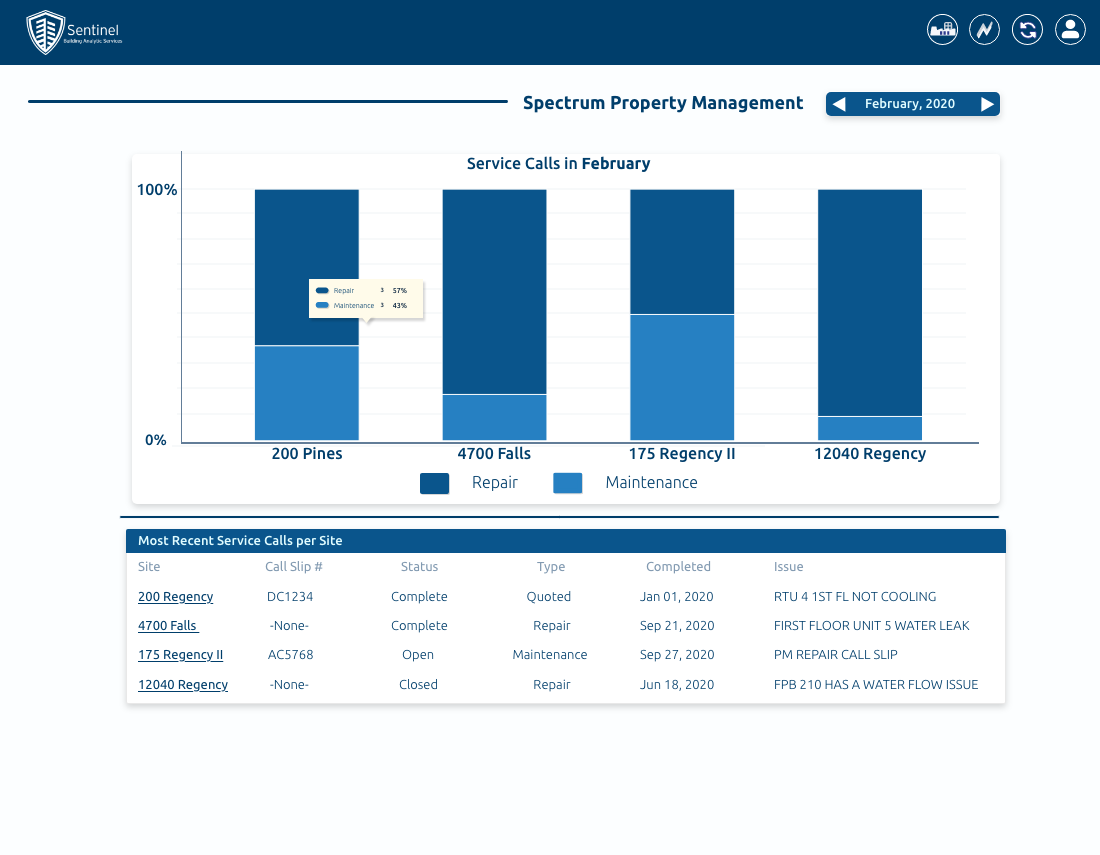 Sentinel
Building Analytic Services
Spectrum Property Management
February, 2020
Service Calls in February
100%
Repair 3 57%
Maintenance 3 43%
0%
200 Pines 4700 Falls 175 Regency II 12040 Regency
Repair Maintenance
Most Recent Service Calls per Site
Site Call Slip # Status Type Completed Issue
200 Regency DC1234 Complete Quoted Jan 01, 2020 RTU 4 1ST FL NOT COOLING
4700 Falls -None- Complete Repair Sep 21, 2020 FIRST FLOOR UNIT 5 WATER LEAK
175 Regency II AC5768 Open Maintenance Sep 27, 2020 PM REPAIR CALL SLIP
12040 Regency -None- Closed Repair Jun 18, 2020 FPB 210 HAS A WATER FLOW ISSUE